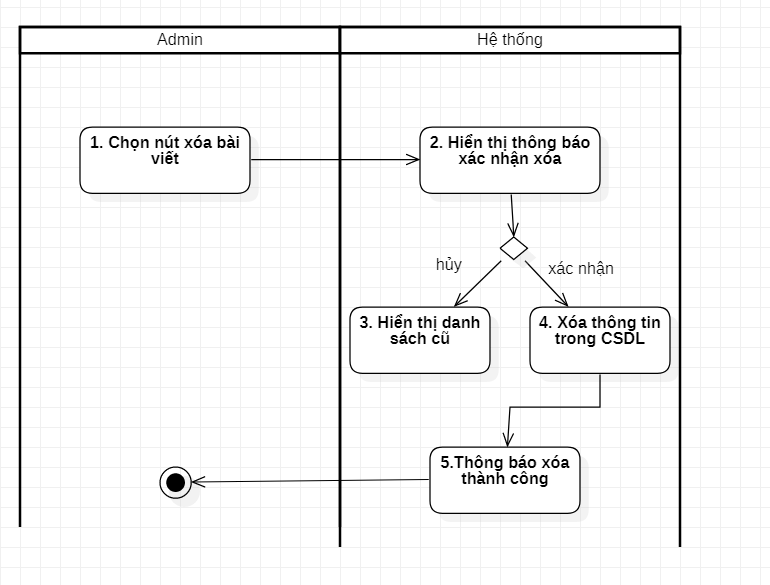 Admin
Hệ thống
1. Chọn nút xóa bài
viết
2. Hiển thị thông báo
xác nhận xóa
hủy
xác nhận
3. Hiển thị danh
sách cũ
4. Xóa thông tin
trong CSDL
5.Thông báo xóa
thành công